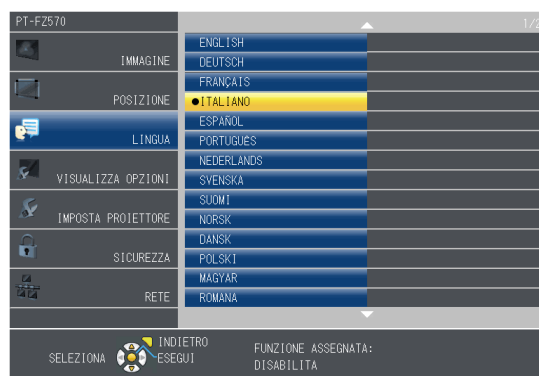 PT-FZ570
1/2
IMMAGINE
POSIZIONE
LINGUA
VISUALIZZA OPZIONI
IMPOSTA PROIETTORE
SICUREZZA
RETE
ENGLISH
DEUTSCH
FRANÇAIS
●ITALIANO
ESPAÑOL
PORTUGUÊS
NEDERLANDS
SVENSKA
SUOMI
NORSK
DANSK
POLSKI
MAGYAR
ROMANA
SELEZIONA
INDIETRO
ESEGUI
FUNZIONE ASSEGNATA:
DISABILITA